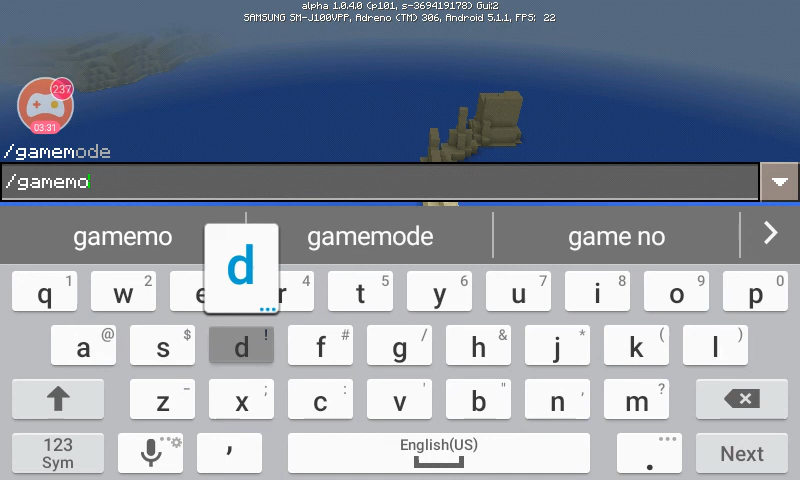 alpha 1.0.4.0 (p101, s-369419178) Gui:2
SAMSUNG SM-J100VPP, Adreno (TM) 306, Android 5.1.1, FPS: 22
237
03:31
/gamemode
/gamemo
gamemo gamemode game no
d
q 1 w 2 e r 4 t 5 y 6 u 7 i 8 o 9 p 0
a @ s $ d ! f # g / h & j * k ( l )
z - x ; c : v ' b " n , m ?
123 Sym , English(US) . Next